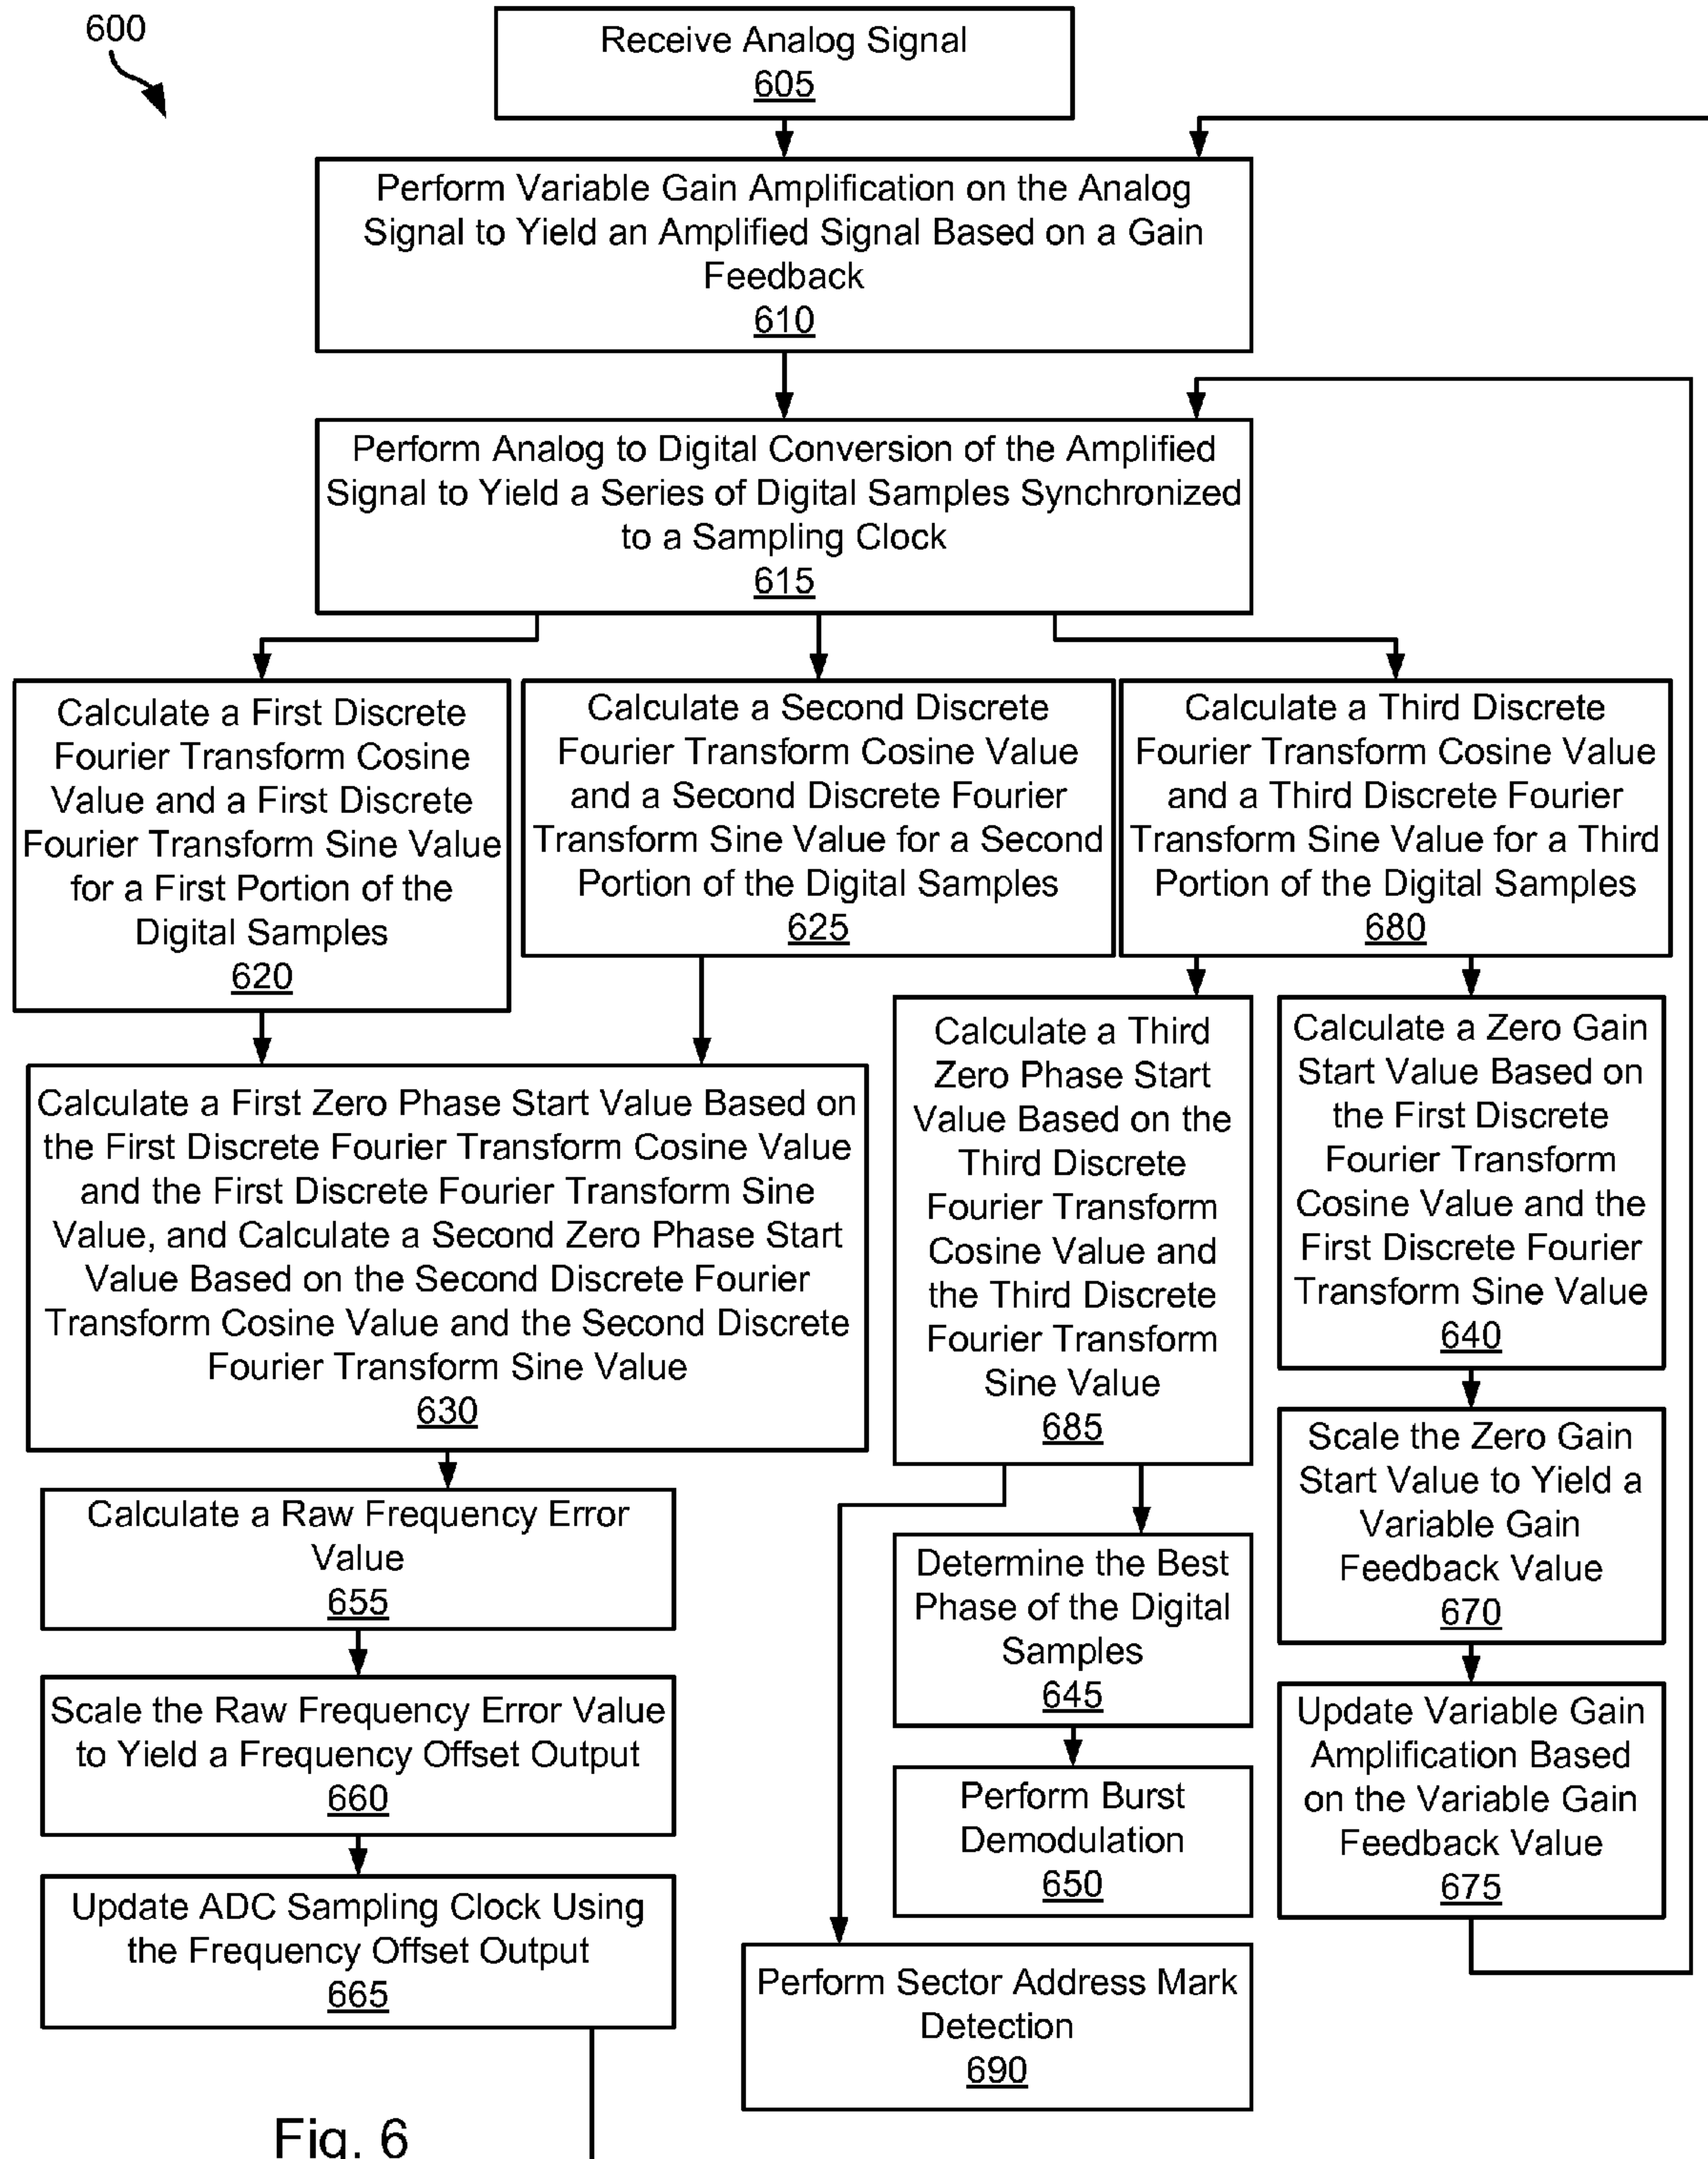 600
Receive Analog Signal
605
Perform Variable Gain Amplification on the Analog
Signal to Yield an Amplified Signal Based on a Gain
Feedback
610
Perform Analog to Digital Conversion of the Amplified
Signal to Yield a Series of Digital Samples Synchronized
to a Sampling Clock
615
Calculate a First Discrete
Fourier Transform Cosine
Value and a First Discrete
Fourier Transform Sine Value
for a First Portion of the
Digital Samples
620
Calculate a Second Discrete
Fourier Transform Cosine Value
and a Second Discrete Fourier
Transform Sine Value for a Second
Portion of the Digital Samples
625
Calculate a Third Discrete
Fourier Transform Cosine Value
and a Third Discrete Fourier
Transform Sine Value for a Third
Portion of the Digital Samples
680
Calculate a First Zero Phase Start Value Based on
the First Discrete Fourier Transform Cosine Value
and the First Discrete Fourier Transform Sine
Value, and Calculate a Second Zero Phase Start
Value Based on the Second Discrete Fourier
Transform Cosine Value and the Second Discrete
Fourier Transform Sine Value
630
Calculate a Third
Zero Phase Start
Value Based on the
Third Discrete
Fourier Transform
Cosine Value and
the Third Discrete
Fourier Transform
Sine Value
685
Calculate a Zero Gain
Start Value Based on
the First Discrete
Fourier Transform
Cosine Value and the
First Discrete Fourier
Transform Sine Value
640
Scale the Zero Gain
Start Value to Yield a
Variable Gain
Feedback Value
670
Calculate a Raw Frequency Error
Value
655
Determine the Best
Phase of the Digital
Samples
645
Scale the Raw Frequency Error Value
to Yield a Frequency Offset Output
660
Update Variable Gain
Amplification Based
on the Variable Gain
Feedback Value
675
Perform Burst
Demodulation
650
Update ADC Sampling Clock Using
the Frequency Offset Output
665
Perform Sector Address Mark
Detection
690
Fig. 6